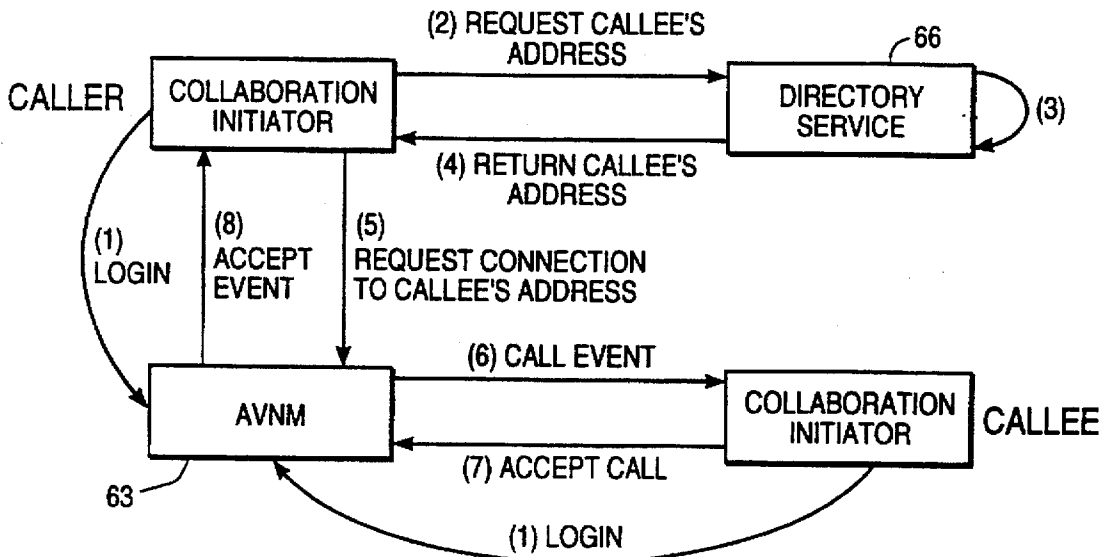 (2) REQUEST CALLEE'S
ADDRESS
66
CALLER
COLLABORATION
INITIATOR
DIRECTORY
SERVICE
(3)
(4) RETURN CALLEE'S
ADDRESS
(1)
LOGIN
(8)
ACCEPT
EVENT
(5)
REQUEST CONNECTION
TO CALLEE'S ADDRESS
(6) CALL EVENT
AVNM
COLLABORATION
INITIATOR
CALLEE
(7) ACCEPT CALL
63
(1) LOGIN